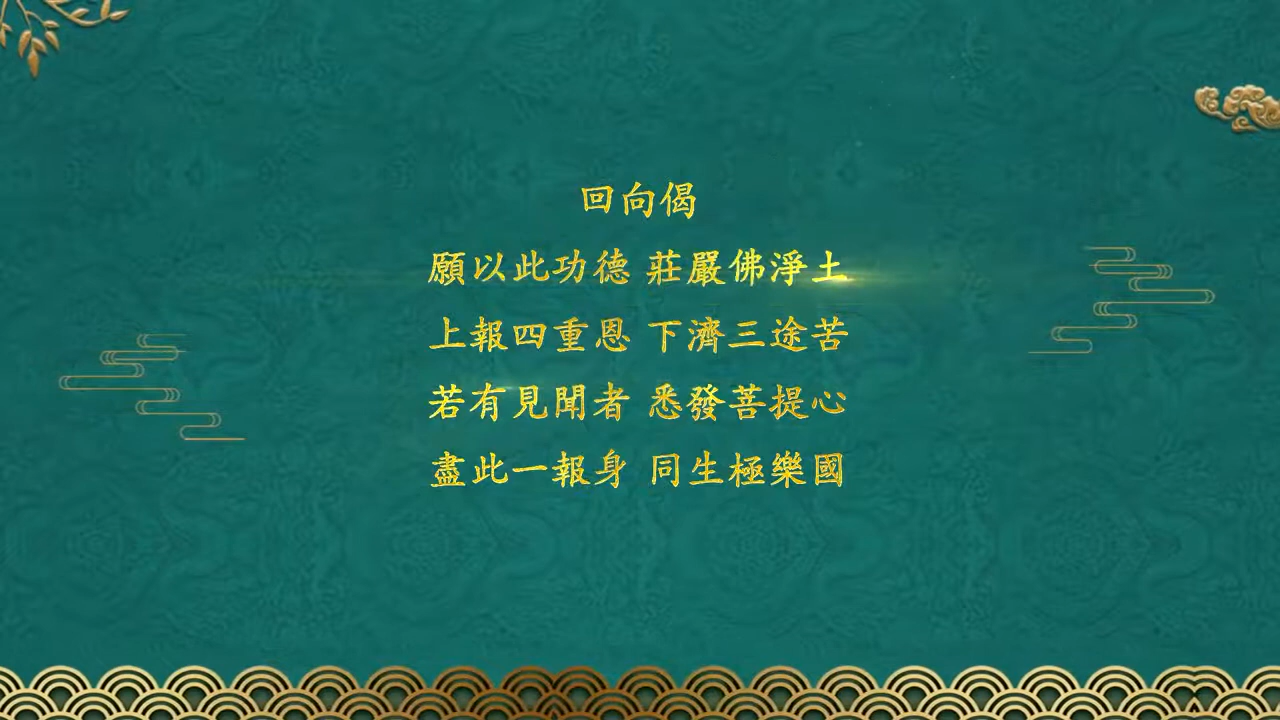 回向偈
願以此功德 莊嚴佛淨土
上報四重恩 下濟三途苦
若有見聞者 悉發菩提心
盡此一報身 同生極樂國